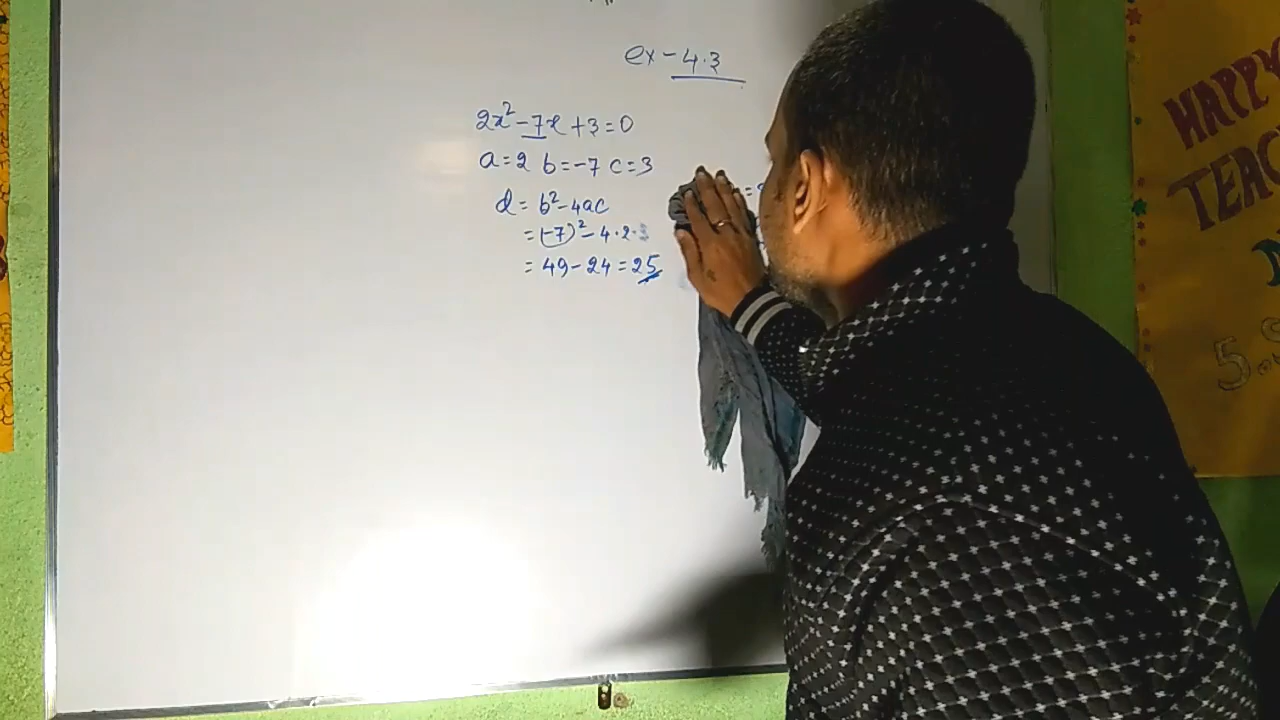 ex - 4.3
2x² - 7x + 3 = 0
a = 2 b = -7 c = 3
d = b² - 4ac
= (-7)² - 4·2·3
= 49 - 24 = 25
HAPPY
TEAC
5.